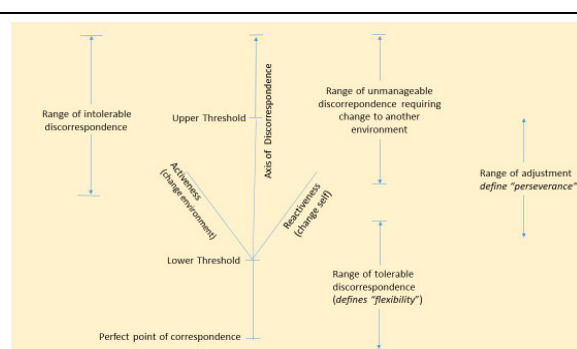 Range of intolerable
discorrespondence
Upper Threshold
Axis of Discorrespondence
Activeness
(change environment)
Reactiveness
(change self)
Lower Threshold
Perfect point of correspondence
Range of unmanageable
discorrepondence requiring
change to another
environment
Range of tolerable
discorrespondence
(defines "flexibility")
Range of adjustment
define "perseverance"